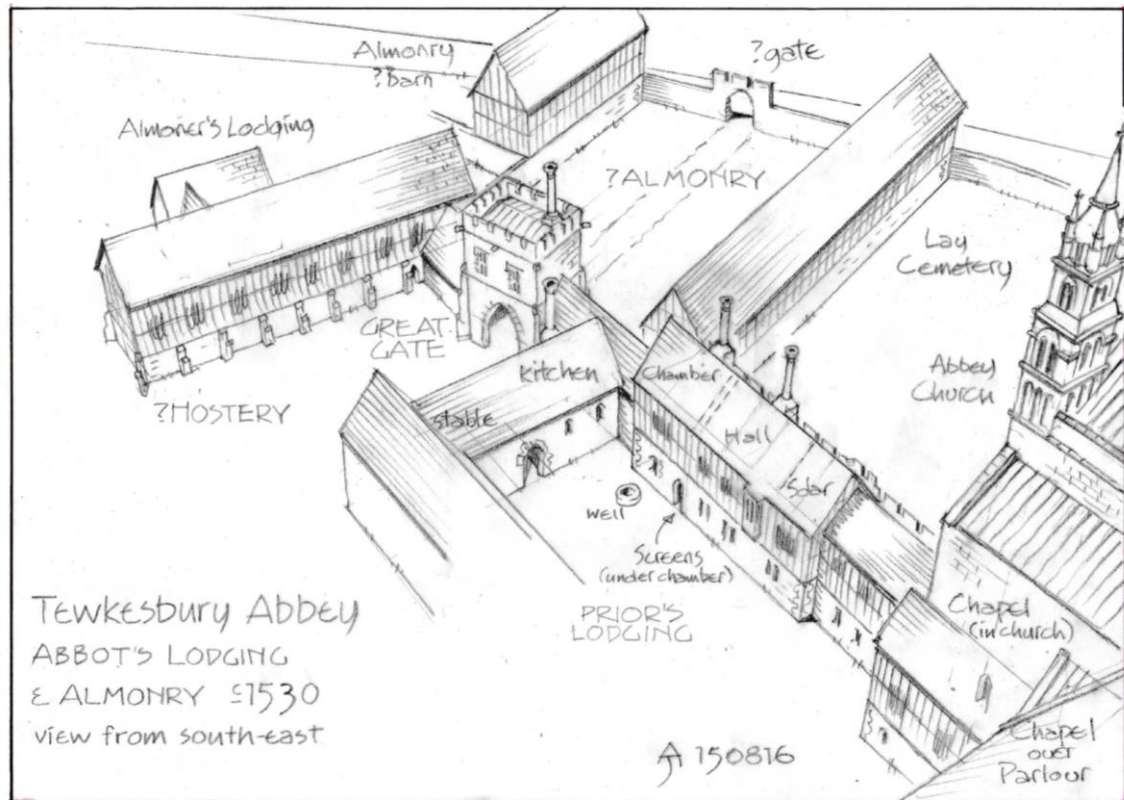 Almonry
?Barn
?gate
Almoner's Lodging
?ALMONRY
Lay
Cemetery
GREAT
GATE
Abbey
Church
Kitchen
Chamber
?HOSTERY
stable
Hall
Solar
well
Screens
(under chamber)
PRIOR'S
LODGING
Chapel
(in church)
Chapel
over
Parlour
Tewkesbury Abbey
ABBOT'S LODGING
& ALMONRY c1530
view from south-east
150816